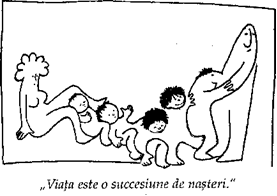 „Viața este o succesiune de nașteri.“